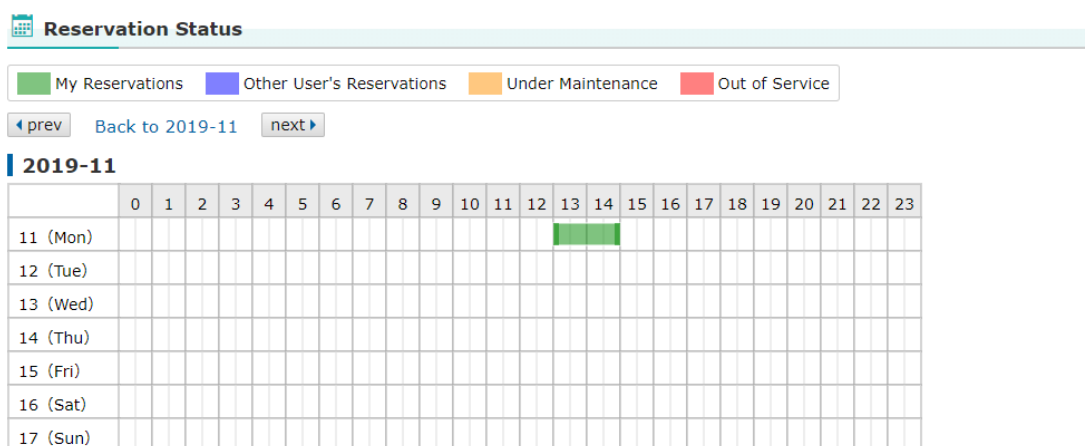 Reservation Status
My Reservations Other User's Reservations Under Maintenance Out of Service
prev Back to 2019-11 next
2019-11
0 1 2 3 4 5 6 7 8 9 10 11 12 13 14 15 16 17 18 19 20 21 22 23
11（Mon）
12（Tue）
13（Wed）
14（Thu）
15（Fri）
16（Sat）
17（Sun）